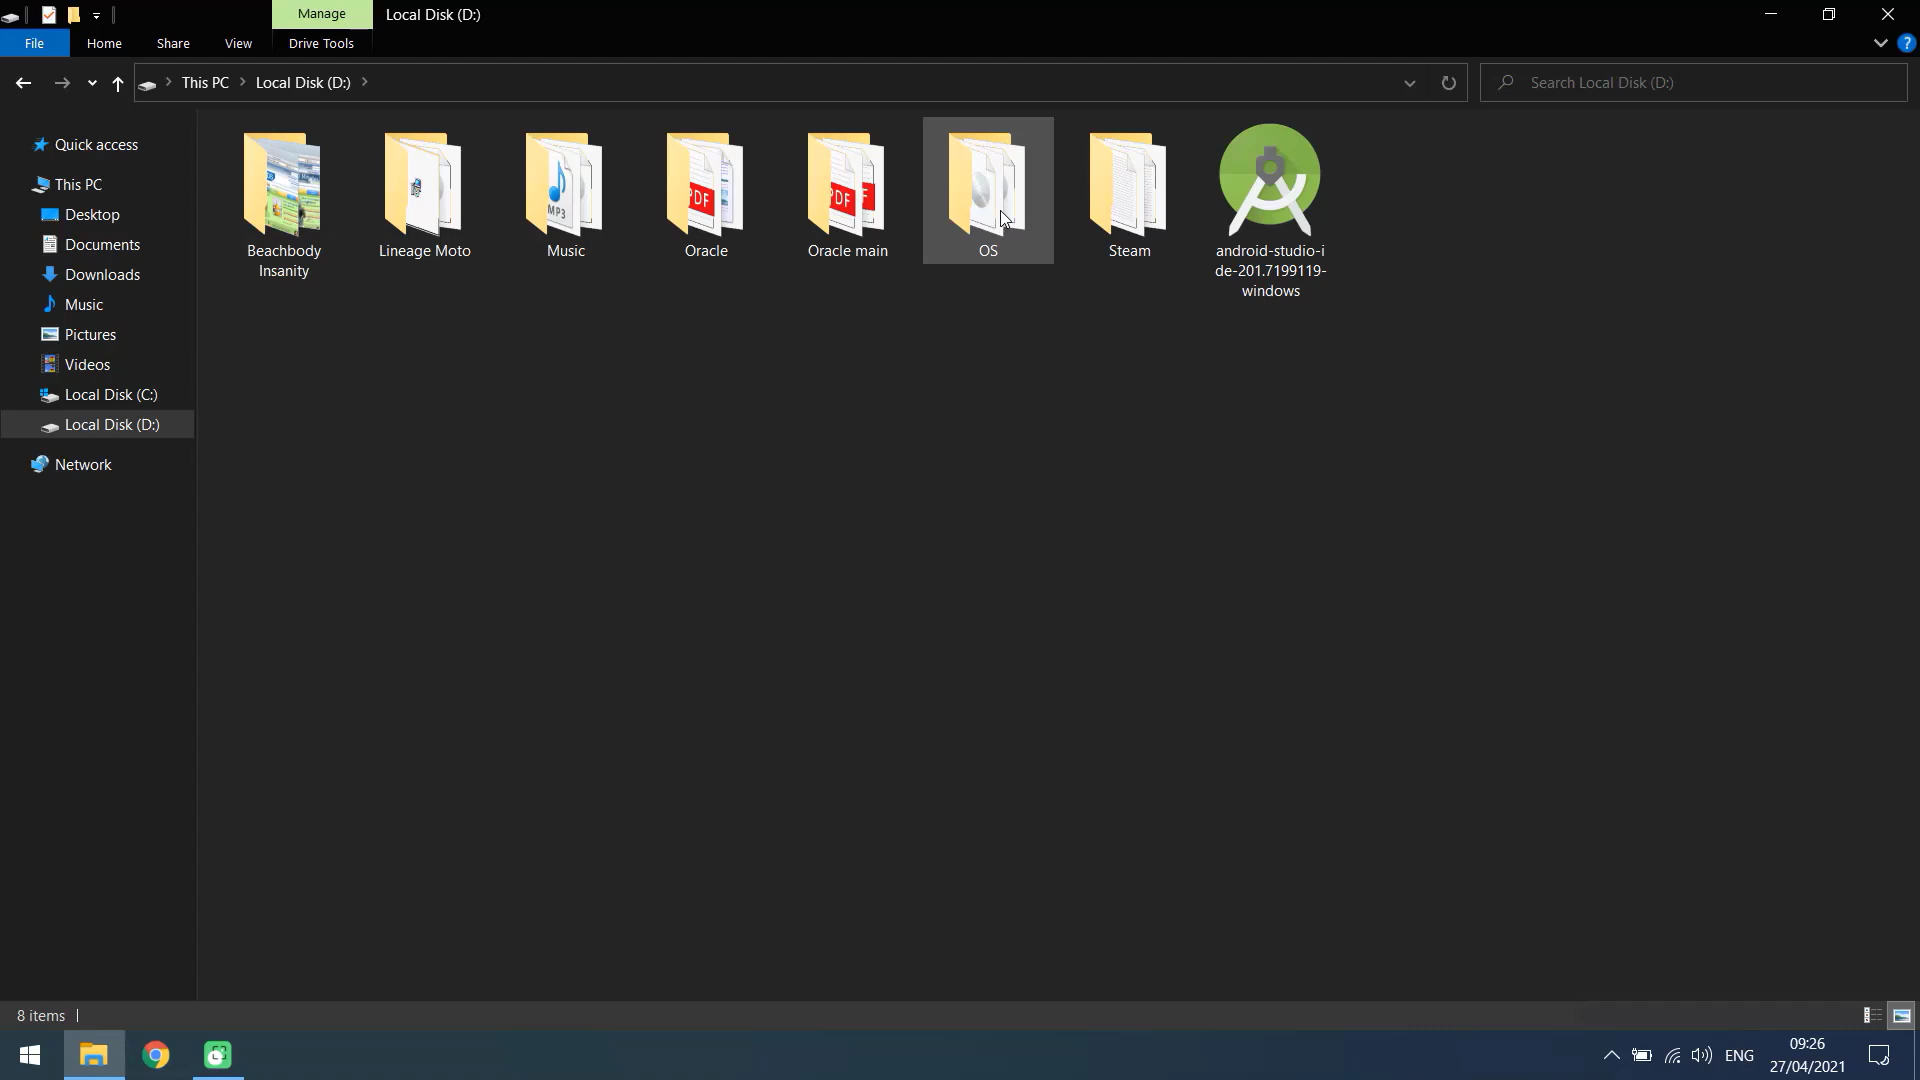 Manage
Local Disk (D:)
File
Home
Share
View
Drive Tools
This PC
Local Disk (D:)
Search Local Disk (D:)
Quick access
This PC
Desktop
Documents
Downloads
Music
Pictures
Videos
Local Disk (C:)
Local Disk (D:)
Network
PDF
MP3
PDF
Beachbody
Insanity
Lineage Moto
Music
Oracle
Oracle main
OS
Steam
android-studio-i
de-201.7199119-
windows
8 items
ENG
09:26
27/04/2021